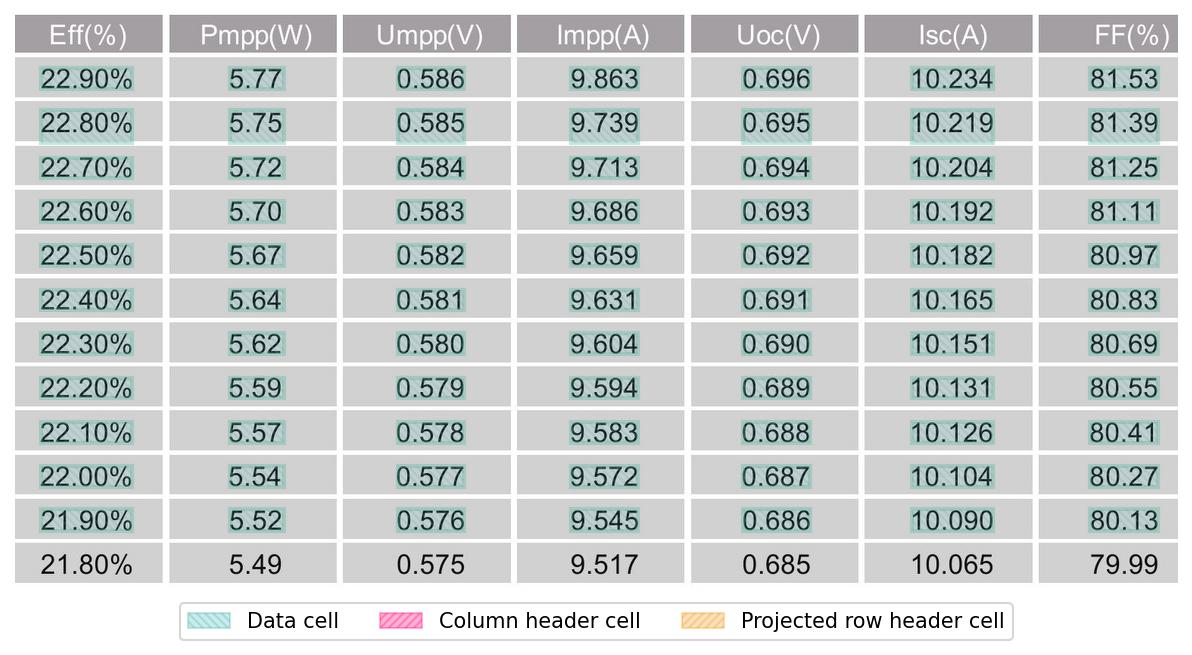 Eff(%) Pmpp(W) Umpp(V) Impp(A) Uoc(V) Isc(A) FF(%)
22.90% 5.77 0.586 9.863 0.696 10.234 81.53
22.80% 5.75 0.585 9.739 0.695 10.219 81.39
22.70% 5.72 0.584 9.713 0.694 10.204 81.25
22.60% 5.70 0.583 9.686 0.693 10.192 81.11
22.50% 5.67 0.582 9.659 0.692 10.182 80.97
22.40% 5.64 0.581 9.631 0.691 10.165 80.83
22.30% 5.62 0.580 9.604 0.690 10.151 80.69
22.20% 5.59 0.579 9.594 0.689 10.131 80.55
22.10% 5.57 0.578 9.583 0.688 10.126 80.41
22.00% 5.54 0.577 9.572 0.687 10.104 80.27
21.90% 5.52 0.576 9.545 0.686 10.090 80.13
21.80% 5.49 0.575 9.517 0.685 10.065 79.99
Data cell Column header cell Projected row header cell